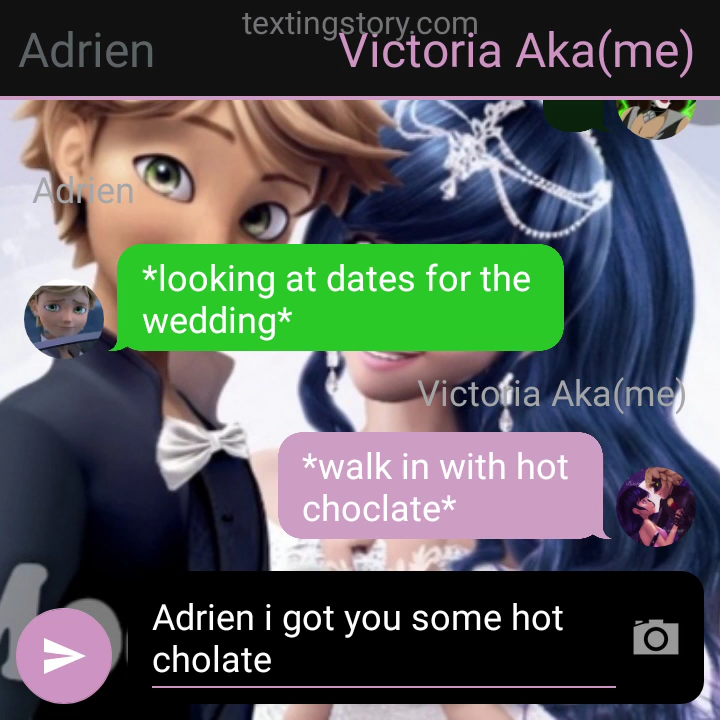 textingstory.com
Adrien
Victoria Aka(me)
Adrien
*looking at dates for the
wedding*
Victoria Aka(me)
*walk in with hot
choclate*
Adrien i got you some hot
cholate